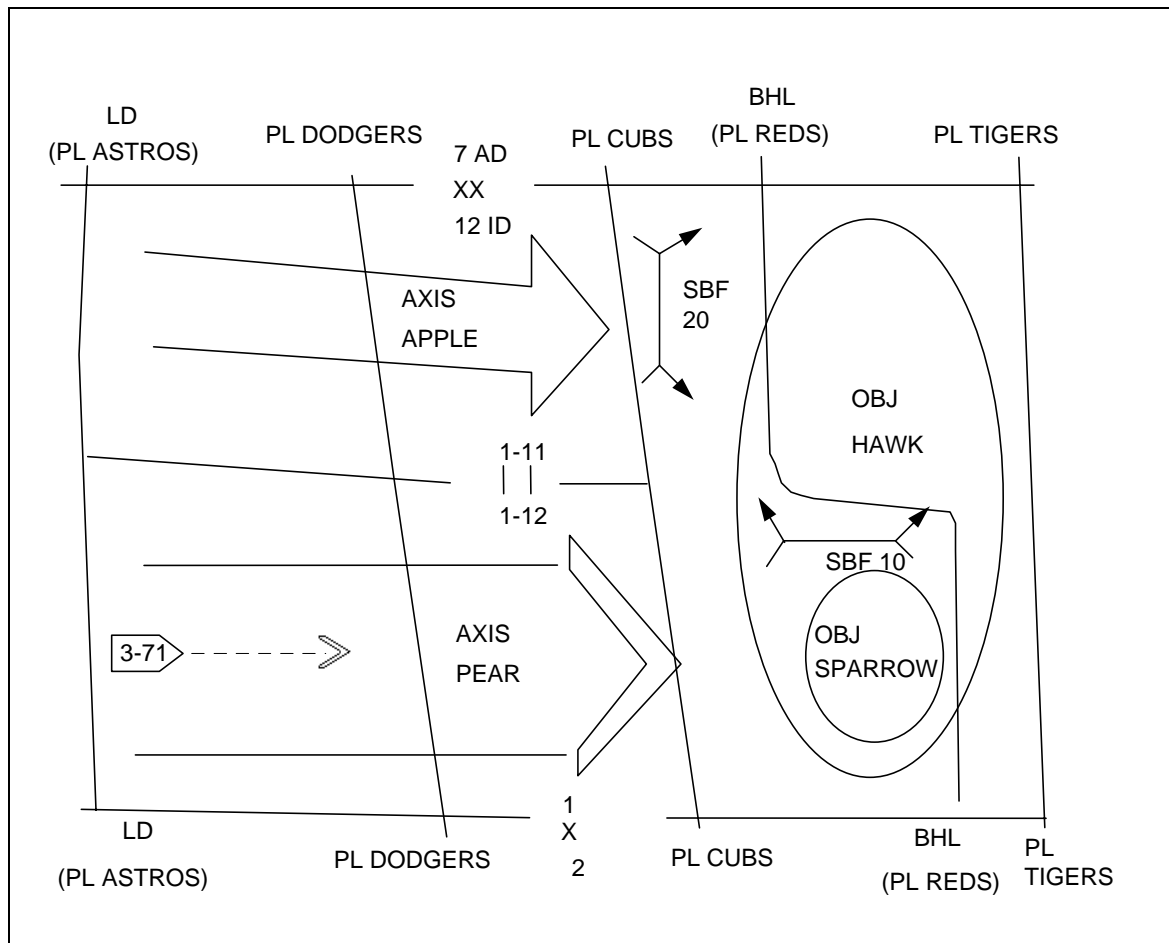 LD
(PL ASTROS)
PL DODGERS
7 AD
XX
12 ID
PL CUBS
BHL
(PL REDS)
PL TIGERS
AXIS
APPLE
SBF
20
OBJ
HAWK
1-11
| |
1-12
SBF 10
3-71
AXIS
PEAR
OBJ
SPARROW
LD
(PL ASTROS)
PL DODGERS
1
X
2
PL CUBS
BHL
(PL REDS)
PL
TIGERS